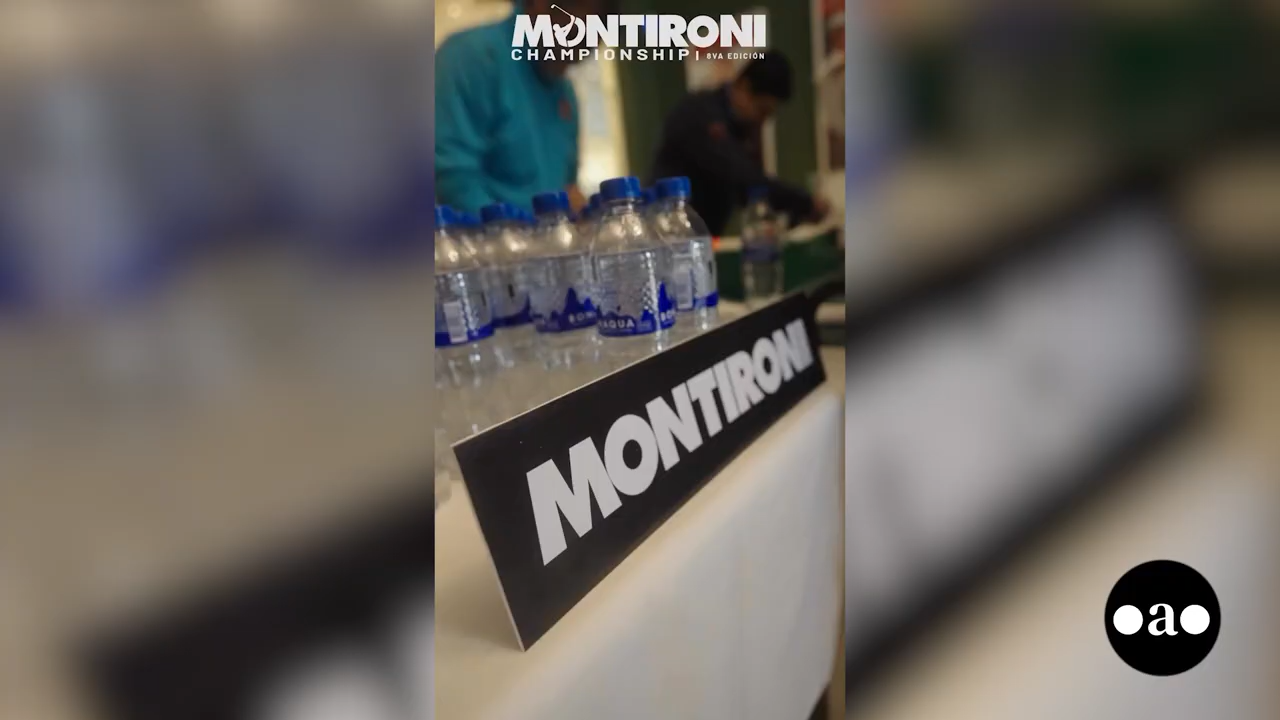 MONTIRONI
CHAMPIONSHIP | 8VA EDICIÓN
AQUA
MONTIRONI
a